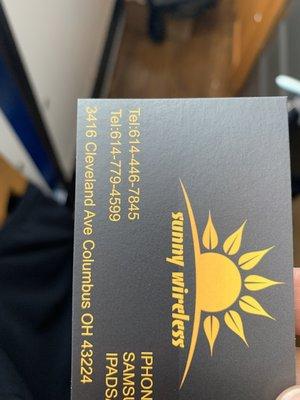 sunny wireless
IPHON
SAMSU
IPADS,
Tel:614-446-7845
Tel:614-779-4599
3416 Cleveland Ave Columbus OH 43224